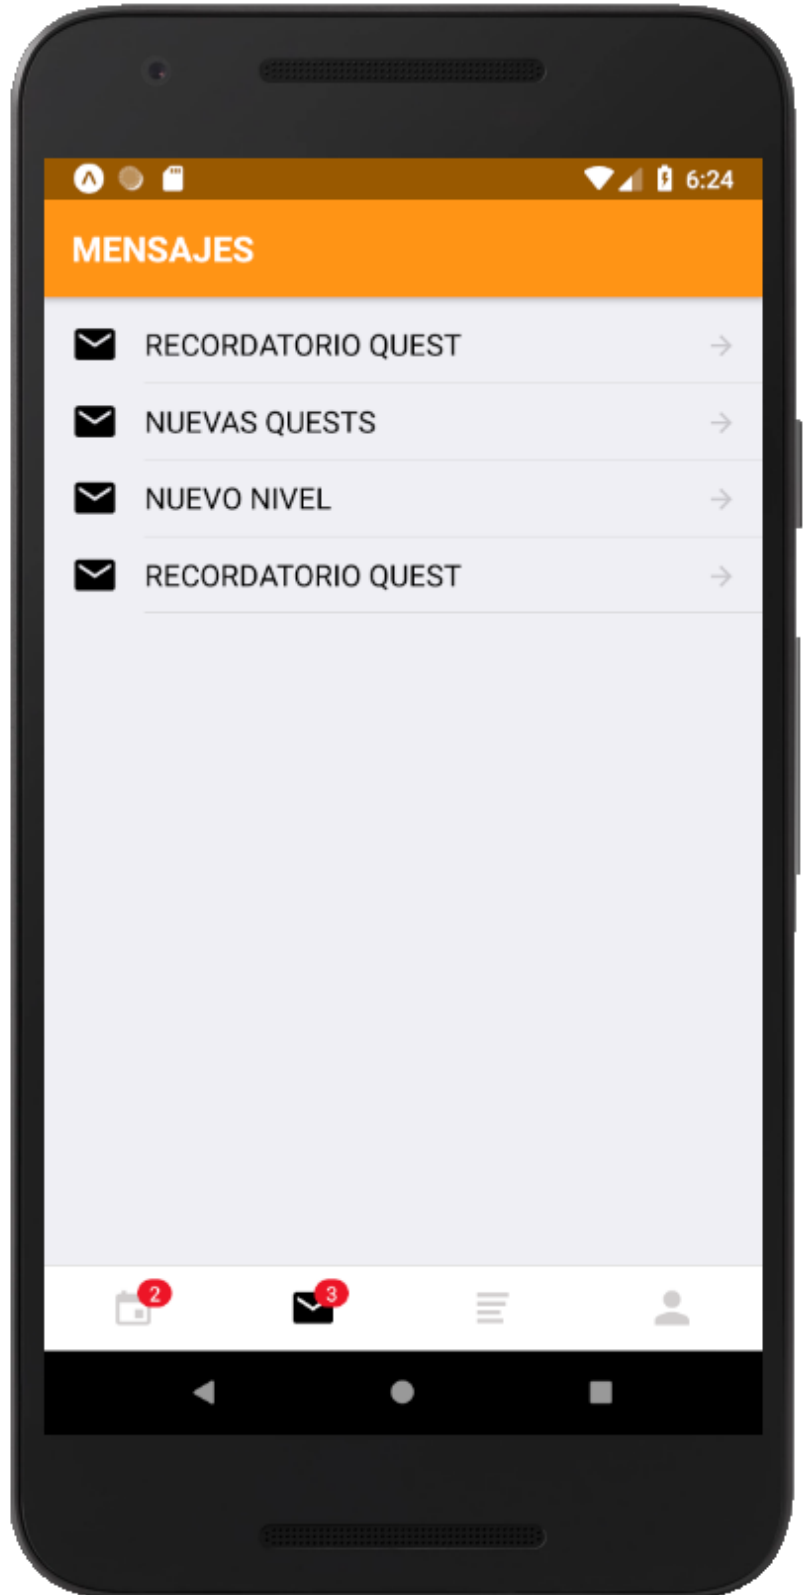 6:24
MENSAJES
RECORDATORIO QUEST
NUEVAS QUESTS
NUEVO NIVEL
RECORDATORIO QUEST
2
3